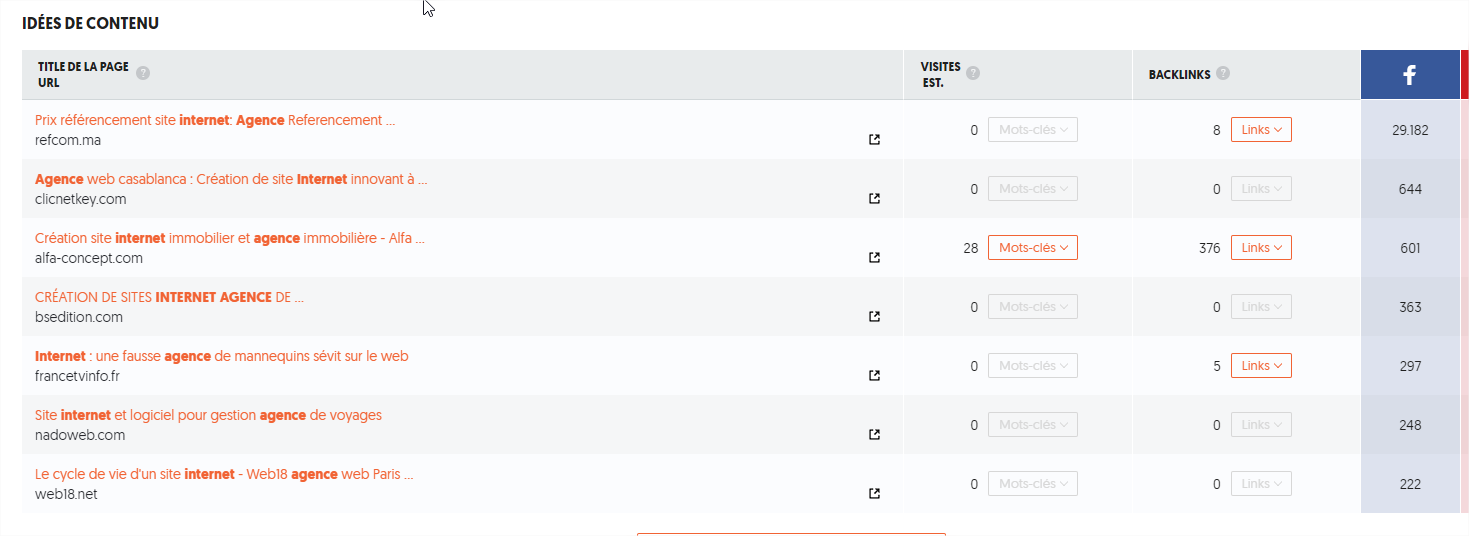 IDÉES DE CONTENU
TITLE DE LA PAGE ? VISITES ? BACKLINKS ? f
URL EST.
Prix référencement site internet: Agence Referencement ...
refcom.ma
0 Mots-clés 8 Links 29.182
Agence web casablanca : Création de site Internet innovant à ...
clicnetkey.com
0 Mots-clés 0 Links 644
Création site internet immobilier et agence immobilière - Alfa ...
alfa-concept.com
28 Mots-clés 376 Links 601
CRÉATION DE SITES INTERNET AGENCE DE ...
bsedition.com
0 Mots-clés 0 Links 363
Internet : une fausse agence de mannequins sévit sur le web
francetvinfo.fr
0 Mots-clés 5 Links 297
Site internet et logiciel pour gestion agence de voyages
nadoweb.com
0 Mots-clés 0 Links 248
Le cycle de vie d'un site internet - Web18 agence web Paris ...
web18.net
0 Mots-clés 0 Links 222